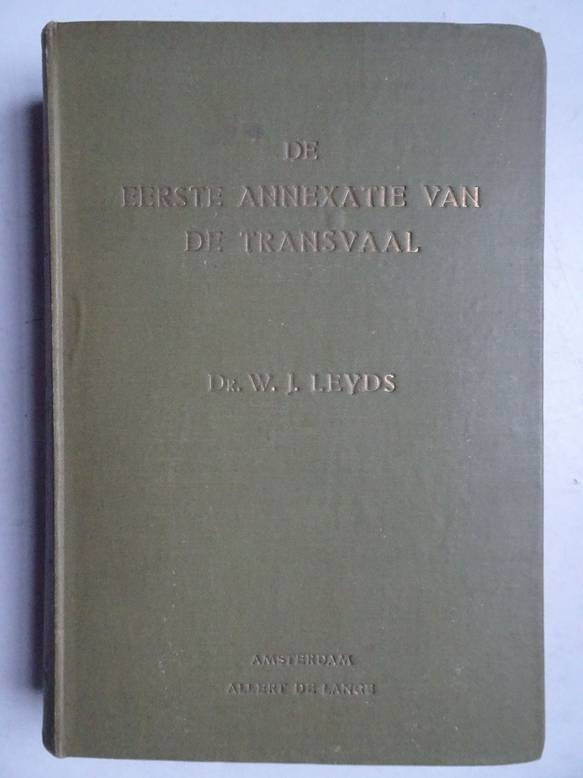 DE
EERSTE ANNEXATIE VAN
DE TRANSVAAL
DR. W. J. LEYDS
AMSTERDAM
ALLERT DE LANGE